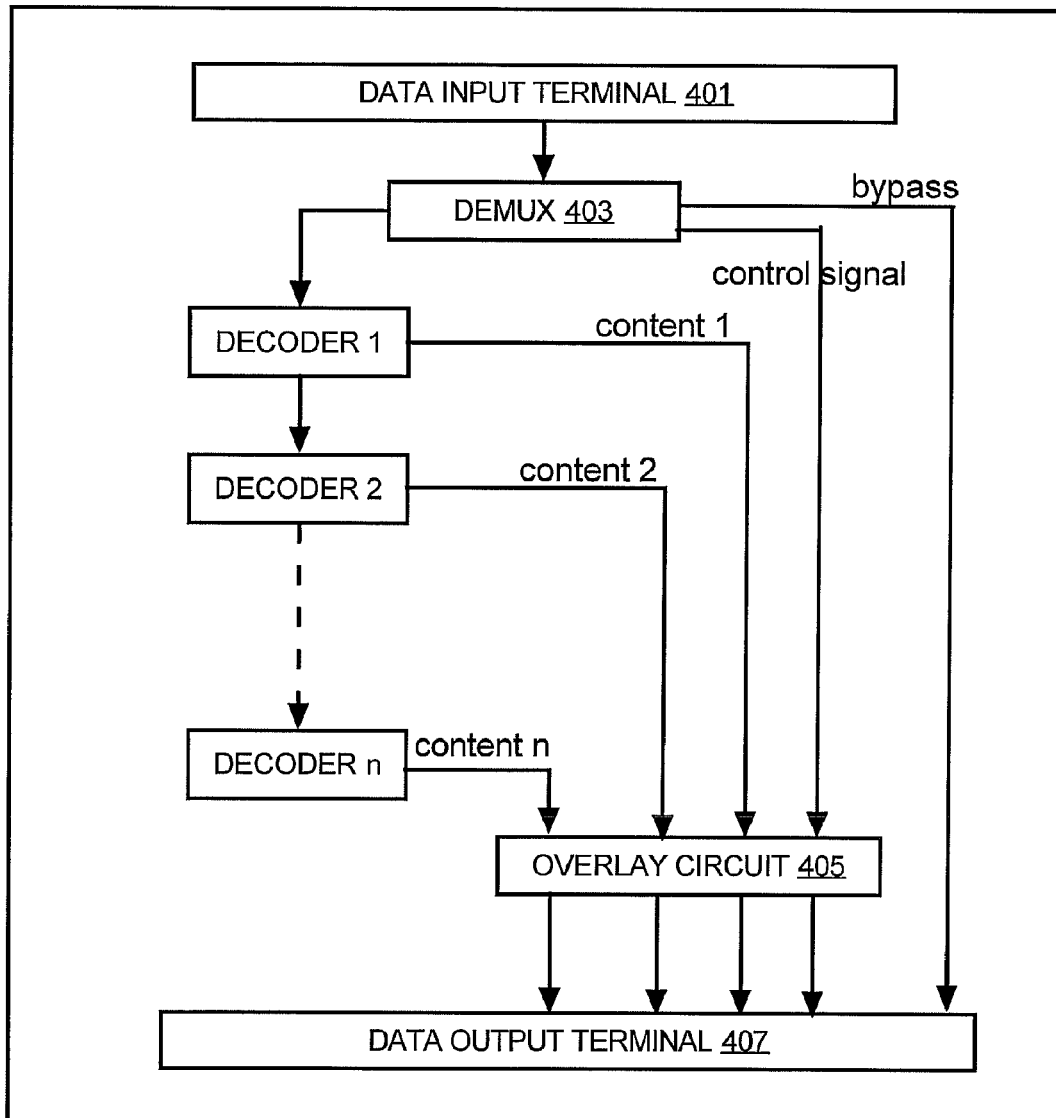 DATA INPUT TERMINAL 401
bypass
DEMUX 403
control signal
content 1
DECODER 1
content 2
DECODER 2
content n
DECODER n
OVERLAY CIRCUIT 405
DATA OUTPUT TERMINAL 407